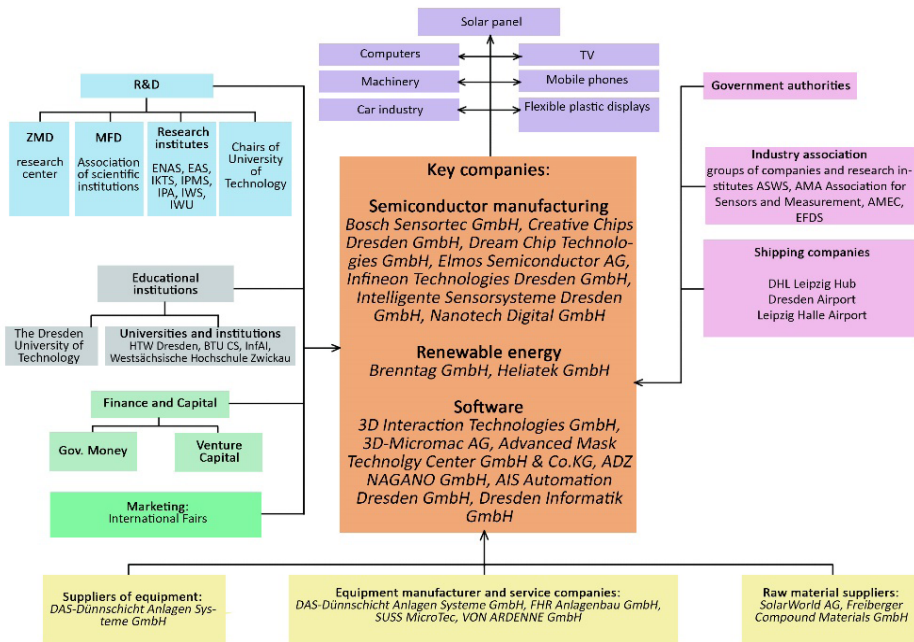 Solar panel
Computers
TV
Machinery
Mobile phones
Car industry
Flexible plastic displays
R&D
ZMD
research
center
MFD
Association
of scientific
institutions
Research
institutes
ENAS, EAS,
IKTS, IPMS,
IPA, IWS,
IWU
Chairs of
University of
Technology
Educational
institutions
The Dresden
University of
Technology
Universities and institutions
HTW Dresden, BTU CS, InfAI,
Westsächsische Hochschule Zwickau
Finance and Capital
Gov. Money
Venture
Capital
Marketing:
International Fairs
Key companies:
Semiconductor manufacturing
Bosch Sensortec GmbH, Creative Chips
Dresden GmbH, Dream Chip Technolo-
gies GmbH, Elmos Semiconductor AG,
Infineon Technologies Dresden GmbH,
Intelligente Sensorsysteme Dresden
GmbH, Nanotech Digital GmbH
Renewable energy
Brenntag GmbH, Heliatek GmbH
Software
3D Interaction Technologies GmbH,
3D-Micromac AG, Advanced Mask
Technolgy Center GmbH & Co.KG, ADZ
NAGANO GmbH, AIS Automation
Dresden GmbH, Dresden Informatik
GmbH
Government authorities
Industry association
groups of companies and research in-
stitutes ASWS, AMA Association for
Sensors and Measurement, AMEC,
EFDS
Shipping companies
DHL Leipzig Hub
Dresden Airport
Leipzig Halle Airport
Suppliers of equipment:
DAS-Dünnschicht Anlagen Sys-
teme GmbH
Equipment manufacturer and service companies:
DAS-Dünnschicht Anlagen Systeme GmbH, FHR Anlagenbau GmbH,
SUSS MicroTec, VON ARDENNE GmbH
Raw material suppliers:
SolarWorld AG, Freiberger
Compound Materials GmbH